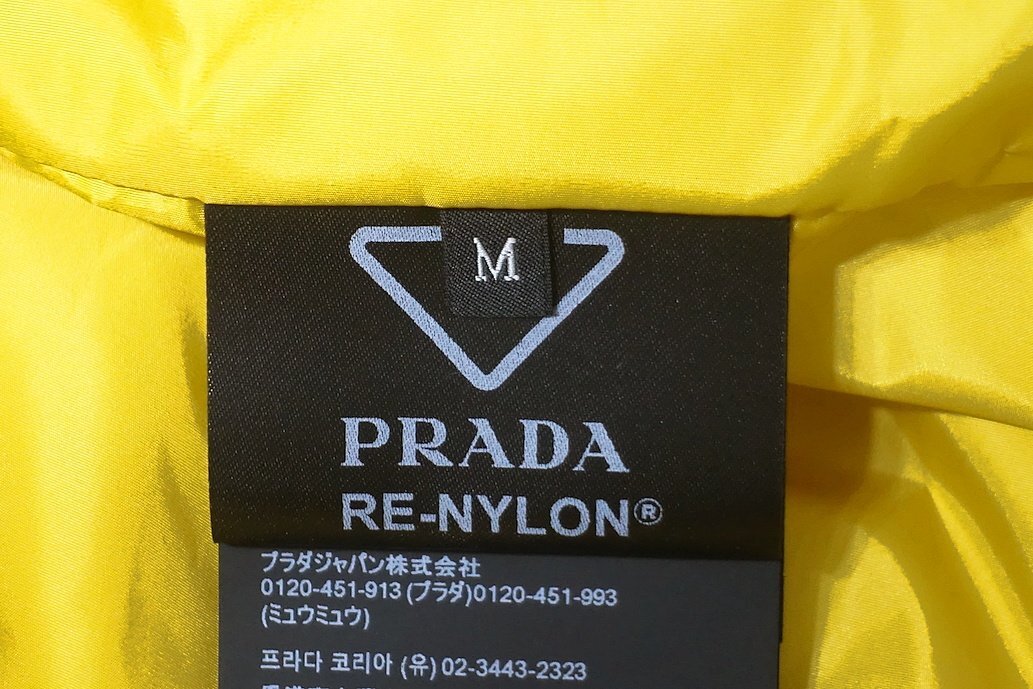 M
PRADA
RE-NYLON®
プラダジャパン株式会社
0120-451-913 (プラダ)0120-451-993
(ミュウミュウ)
프라다 코리아 (유) 02-3443-2323